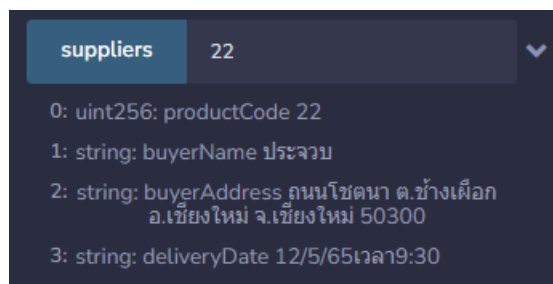 suppliers 22
0: uint256: productCode 22
1: string: buyerName ประจวบ
2: string: buyerAddress ถนนโชตนา ต.ช้างเผือก
อ.เชียงใหม่ จ.เชียงใหม่ 50300
3: string: deliveryDate 12/5/65เวลา9:30